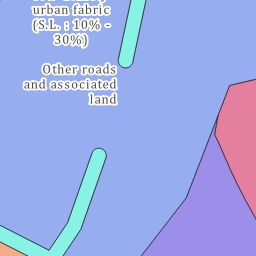 urban fabric
(S.L. : 10% -
30%)
Other roads
and associated
land